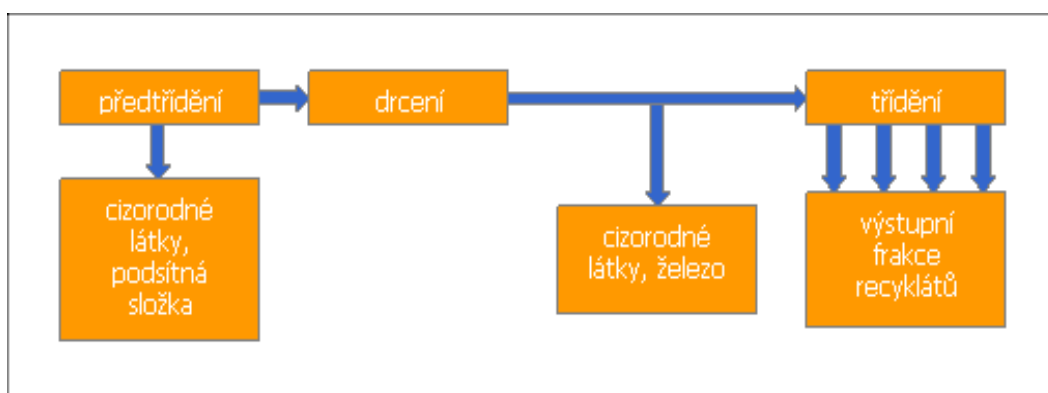 předtřídění
drcení
třídění
cizorodné
látky,
podsítná
složka
cizorodné
látky, železo
výstupní
frakce
recyklátů